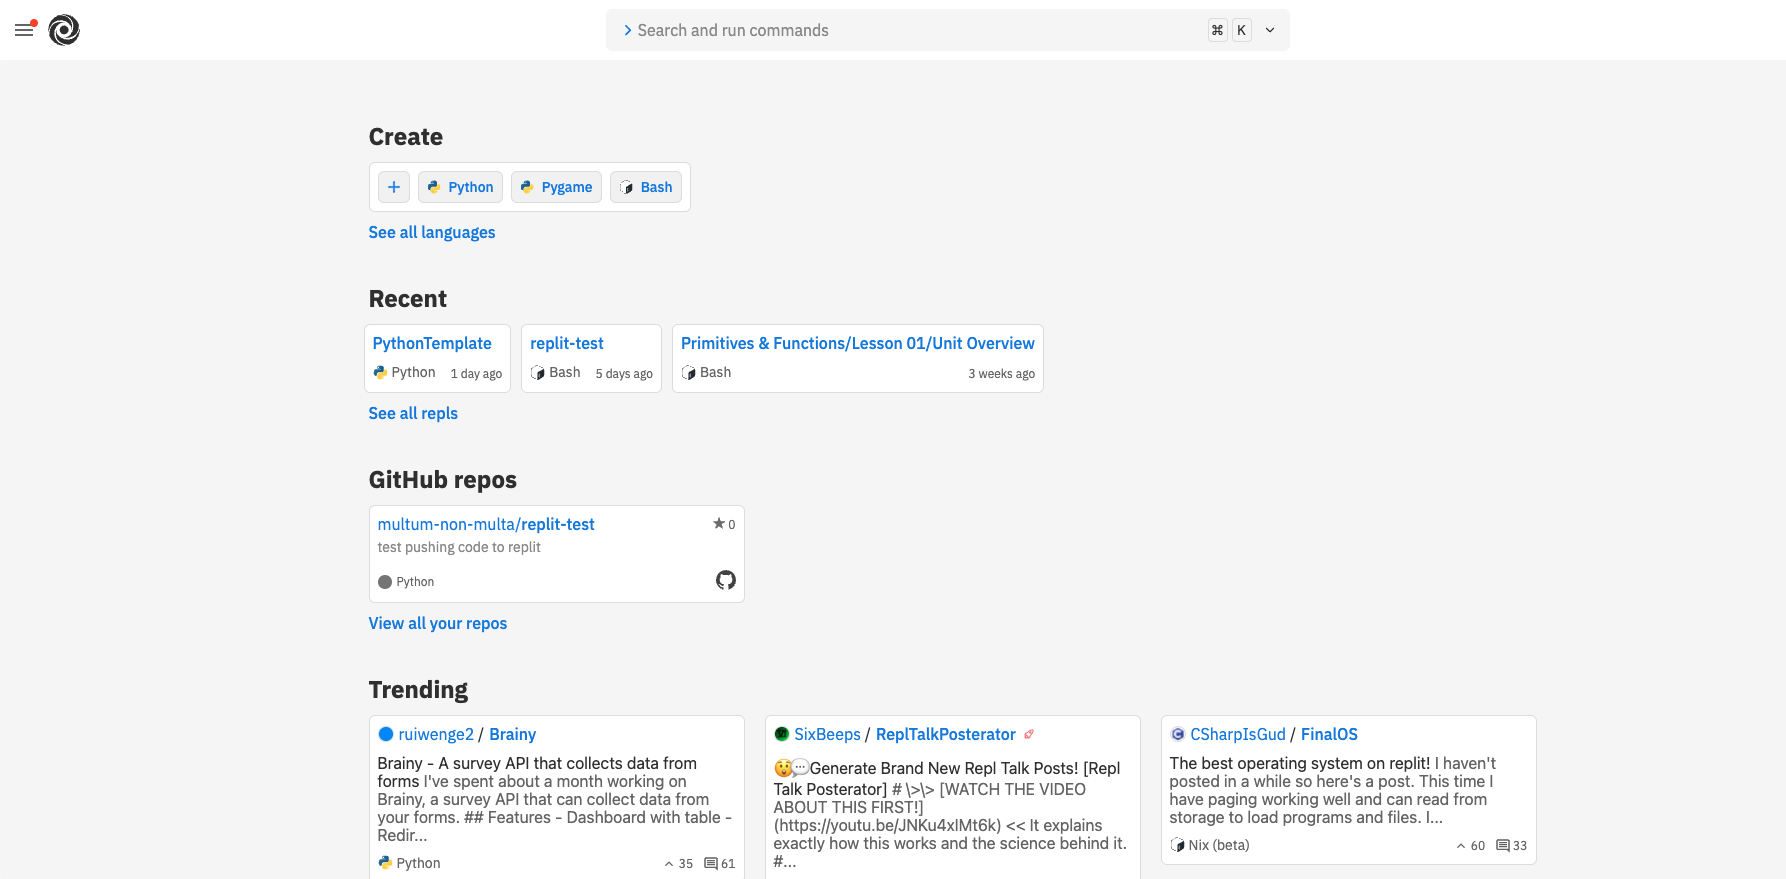 Search and run commands
⌘ K
Create
Python
Pygame
Bash
See all languages
Recent
PythonTemplate
Python 1 day ago
replit-test
Bash 5 days ago
Primitives & Functions/Lesson 01/Unit Overview
Bash 3 weeks ago
See all repls
GitHub repos
multum-non-multa/replit-test
0
test pushing code to replit
Python
View all your repos
Trending
ruiwenge2 / Brainy
Brainy - A survey API that collects data from
forms I've spent about a month working on
Brainy, a survey API that can collect data from
your forms. ## Features - Dashboard with table -
Redir...
Python 35 61
SixBeeps / ReplTalkPosterator
😲💬Generate Brand New Repl Talk Posts! [Repl
Talk Posterator] # \>\> [WATCH THE VIDEO
ABOUT THIS FIRST!]
(https://youtu.be/JNKu4xlMt6k) << It explains
exactly how this works and the science behind it.
#...
CSharpIsGud / FinalOS
The best operating system on replit! I haven't
posted in a while so here's a post. This time I
have paging working well and can read from
storage to load programs and files. I...
Nix (beta) 60 33